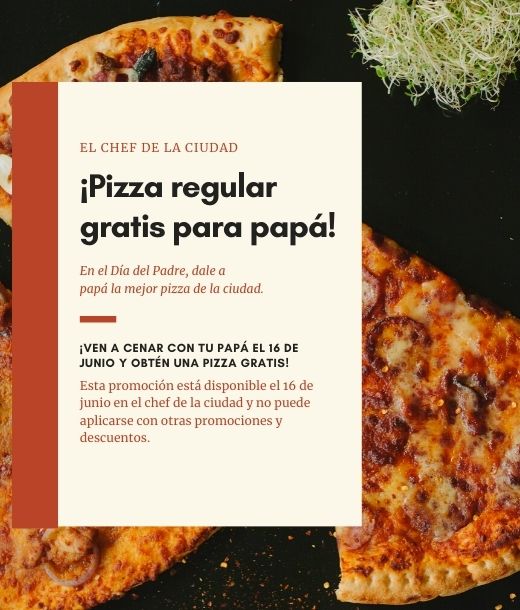 EL CHEF DE LA CIUDAD
¡Pizza regular
gratis para papá!
En el Día del Padre, dale a
papá la mejor pizza de la ciudad.
¡VEN A CENAR CON TU PAPÁ EL 16 DE
JUNIO Y OBTÉN UNA PIZZA GRATIS!
Esta promoción está disponible el 16 de
junio en el chef de la ciudad y no puede
aplicarse con otras promociones y
descuentos.